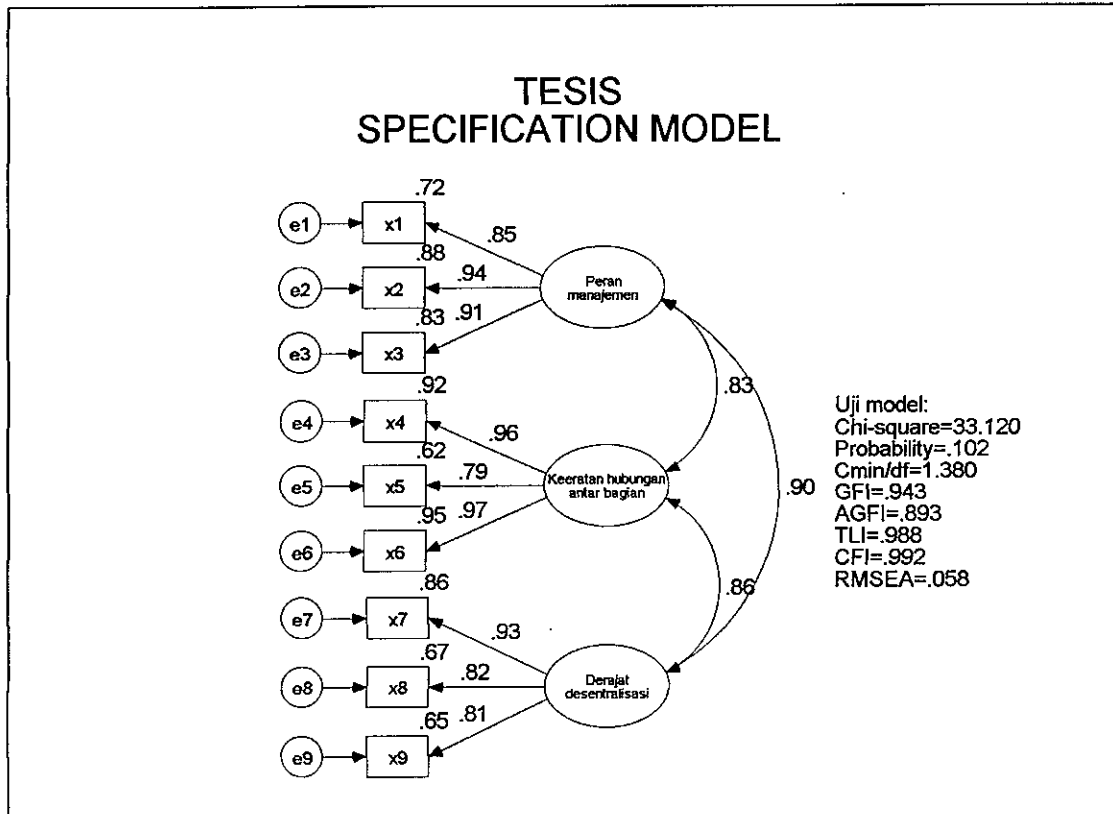 TESIS
SPECIFICATION MODEL
.72
e1
x1
.85
.88
e2
x2
.94
Peran
manajemen
.83
.91
e3
x3
.92
.83
e4
x4
.96
.62
e5
x5
.79
Keeratan hubungan
antar bagian
.90
.95
.97
e6
x6
.86
.86
e7
x7
.93
.67
e8
x8
.82
Derajat
desentralisasi
.65
.81
e9
x9
Uji model:
Chi-square=33.120
Probability=.102
Cmin/df=1.380
GFI=.943
AGFI=.893
TLI=.988
CFI=.992
RMSEA=.058